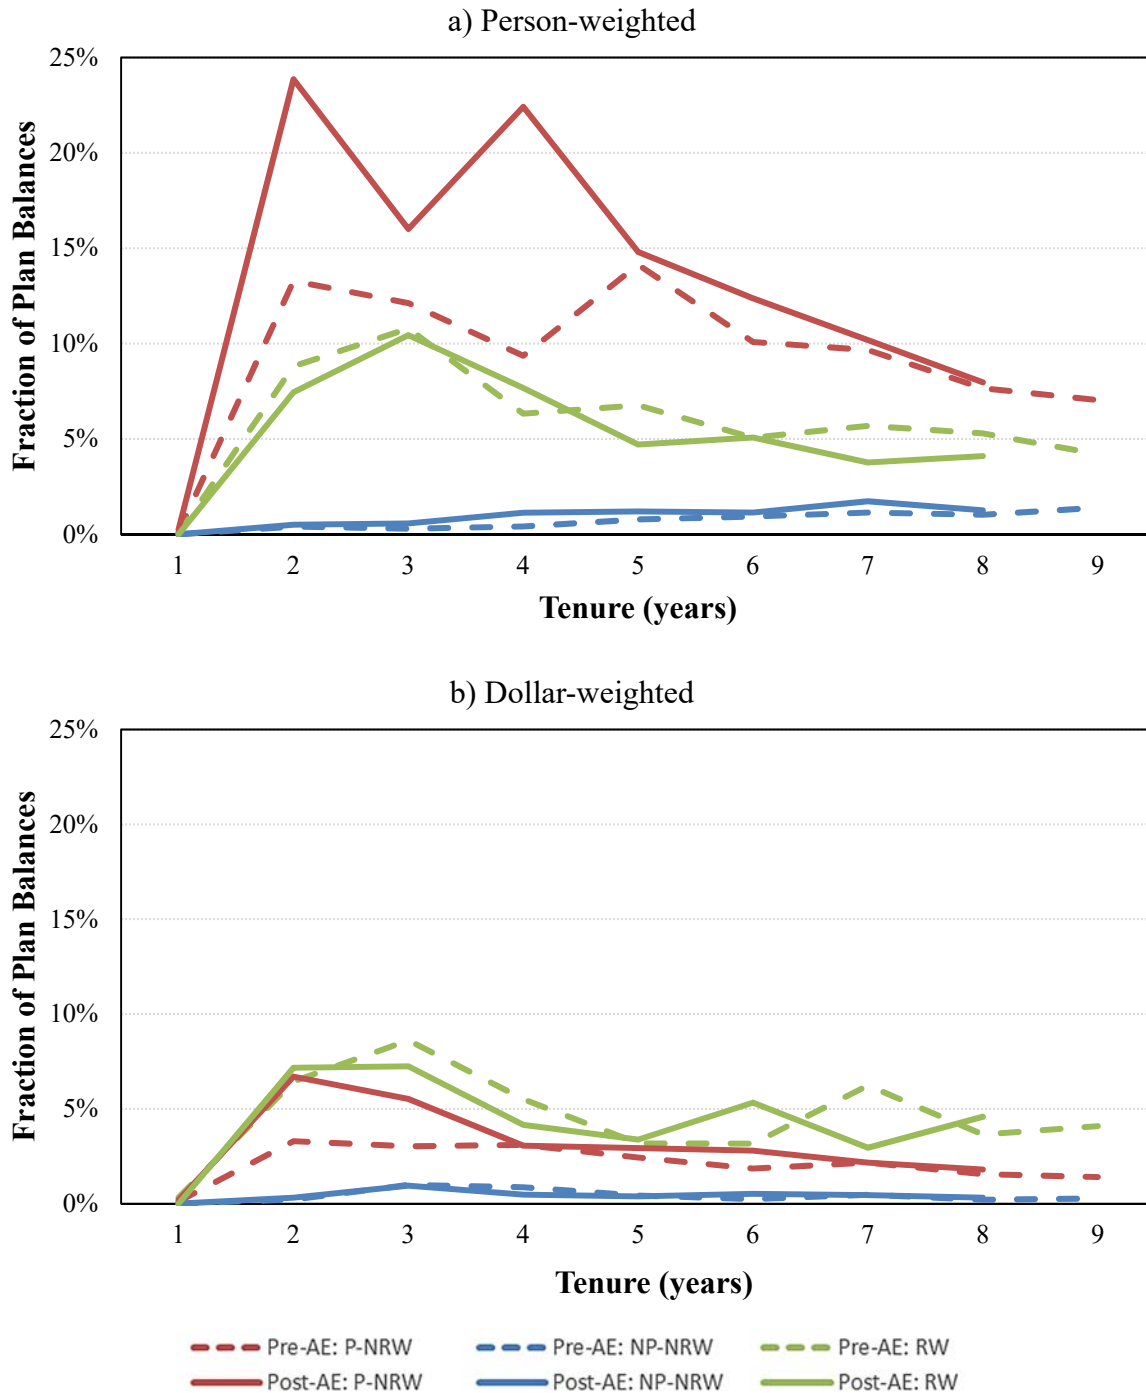 a) Person-weighted
25%
20%
15%
10%
5%
0%
Fraction of Plan Balances
1 2 3 4 5 6 7 8 9
Tenure (years)
b) Dollar-weighted
25%
20%
15%
10%
5%
0%
Fraction of Plan Balances
1 2 3 4 5 6 7 8 9
Tenure (years)
Pre-AE: P-NRW Pre-AE: NP-NRW Pre-AE: RW
Post-AE: P-NRW Post-AE: NP-NRW Post-AE: RW